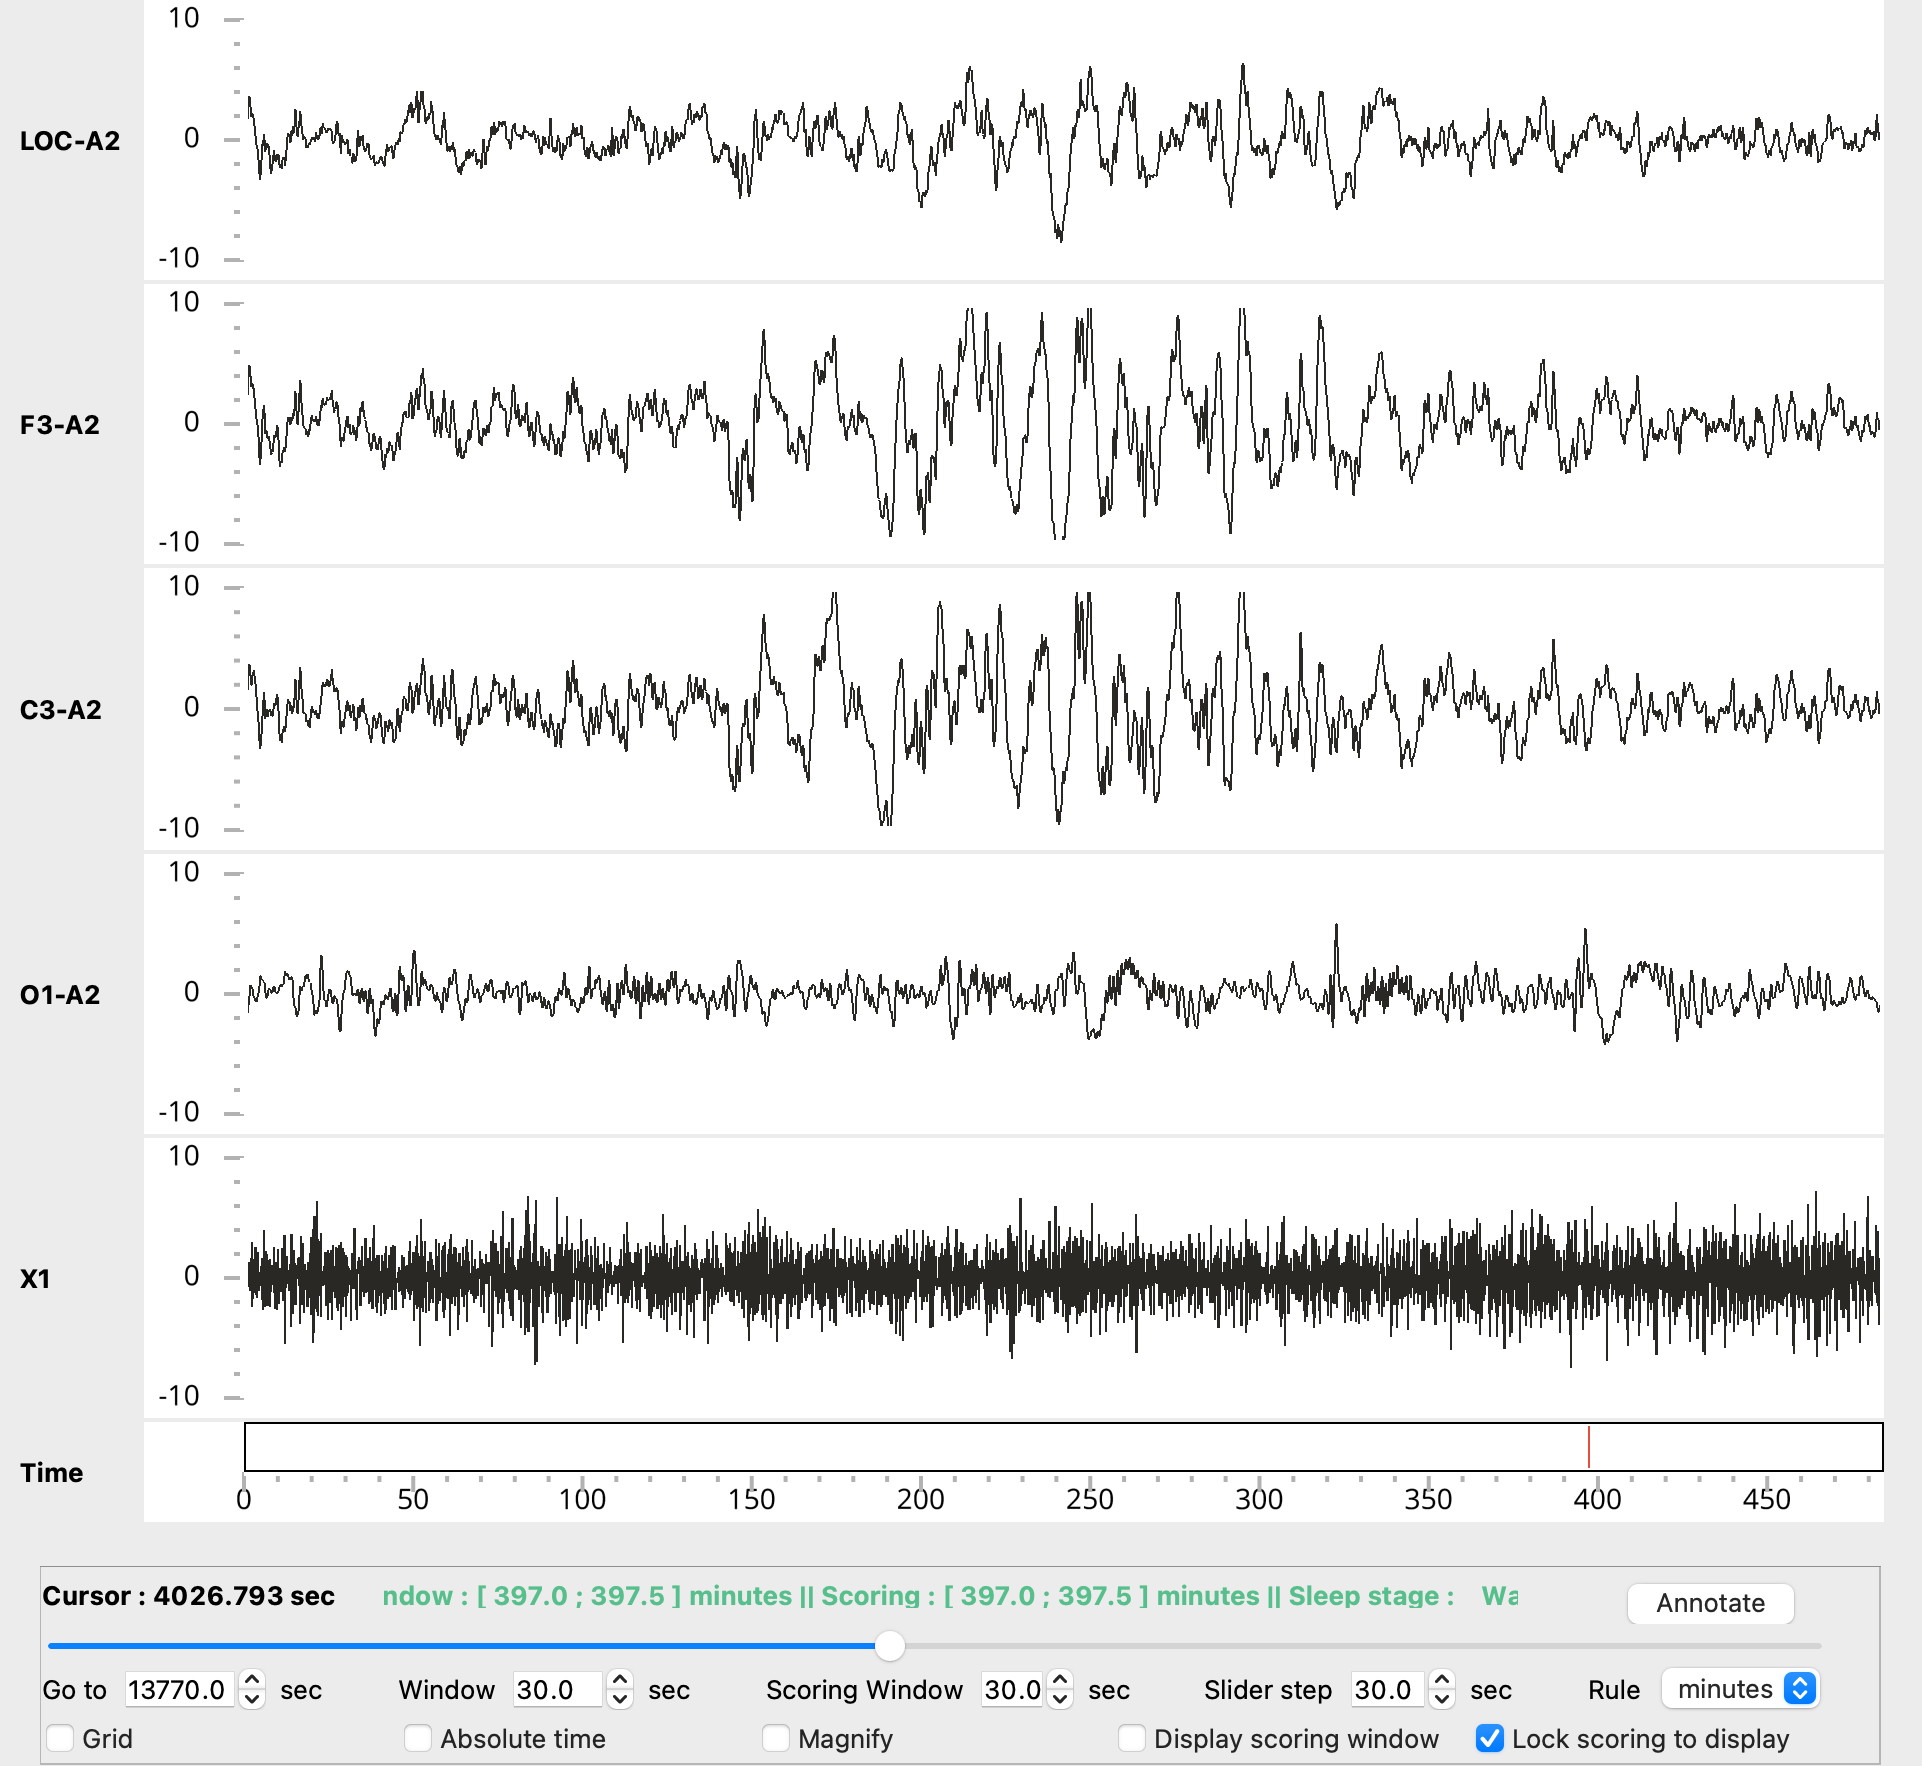 10
LOC-A2
0
-10
10
F3-A2
0
-10
10
C3-A2
0
-10
10
O1-A2
0
-10
10
X1
0
-10
Time
0 50 100 150 200 250 300 350 400 450
Cursor : 4026.793 sec ndow : [ 397.0 ; 397.5 ] minutes || Scoring : [ 397.0 ; 397.5 ] minutes || Sleep stage : Wa Annotate
Go to 13770.0 sec Window 30.0 sec Scoring Window 30.0 sec Slider step 30.0 sec Rule minutes
Grid Absolute time Magnify Display scoring window Lock scoring to display